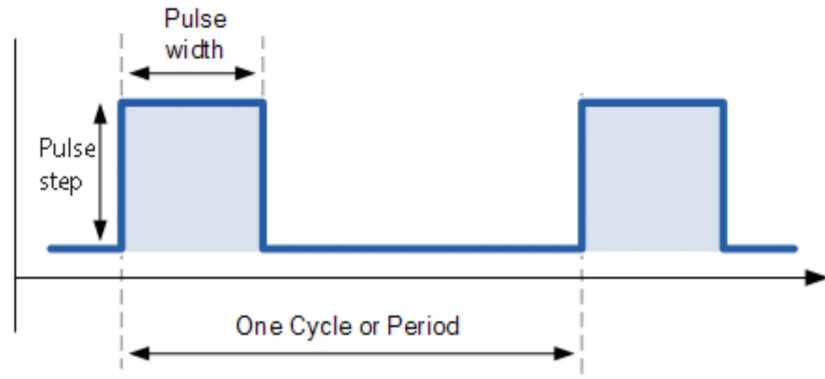 Pulse
width
Pulse
step
One Cycle or Period